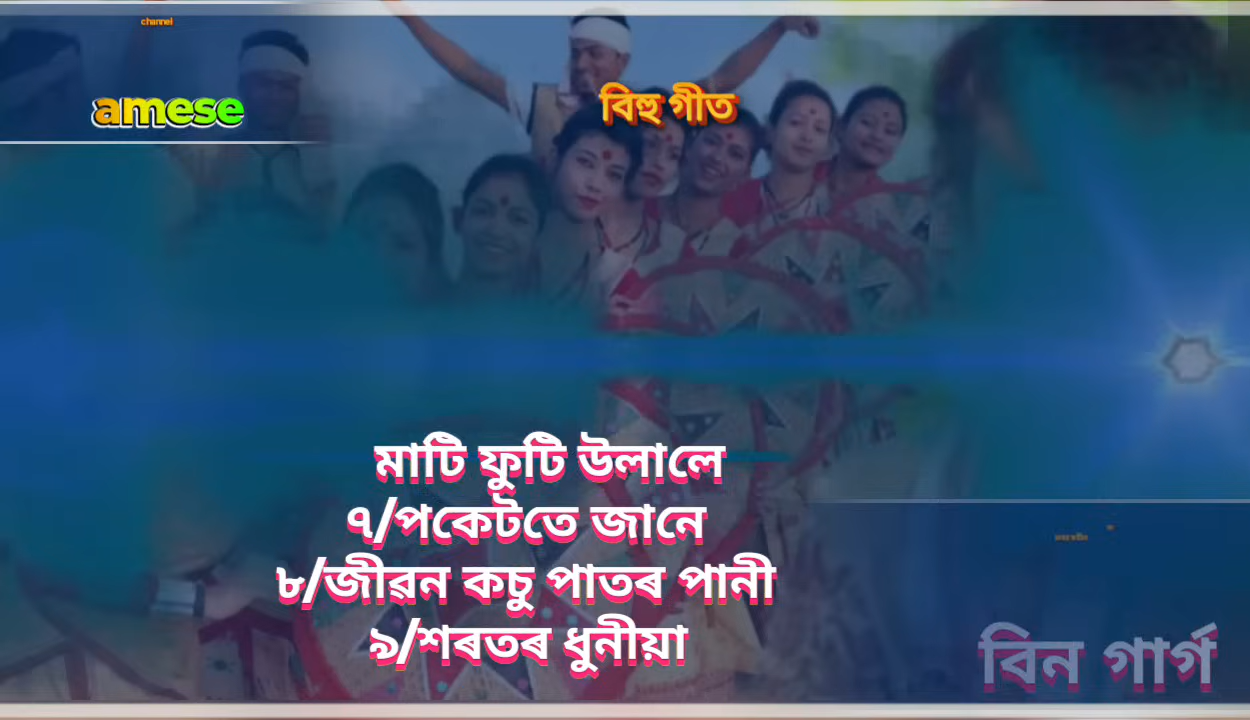 channel
amese
বিহু গীত
মাটি ফুটি উলালে
৭/পকেটতে জানে
৮/জীৱন কচু পাতৰ পানী
৯/শৰতৰ ধুনীয়া
বিন গাৰ্গ